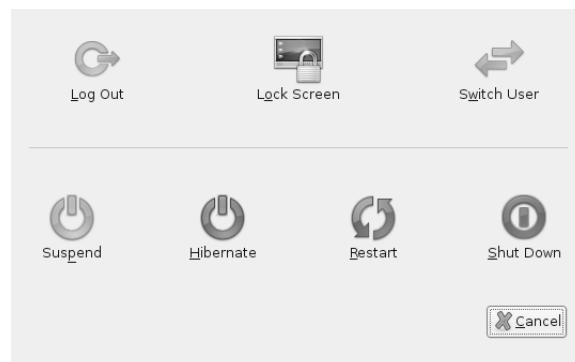 Log Out
Lock Screen
Switch User
Suspend
Hibernate
Restart
Shut Down
Cancel